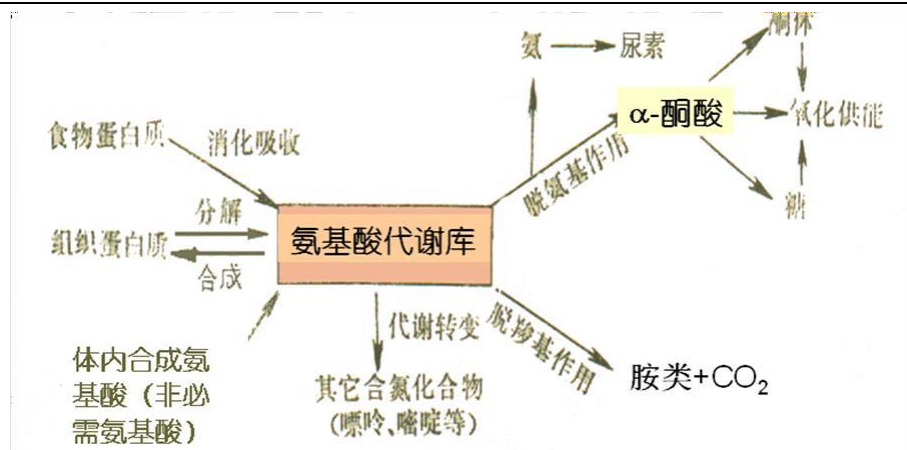 酮体
氨
尿素
α-酮酸
氧化供能
食物蛋白质
消化吸收
脱氨基作用
糖
分解
组织蛋白质
氨基酸代谢库
合成
代谢转变
脱羧基作用
体内合成氨
基酸（非必
需氨基酸）
其它含氮化合物
(嘌呤、嘧啶等)
胺类+CO₂